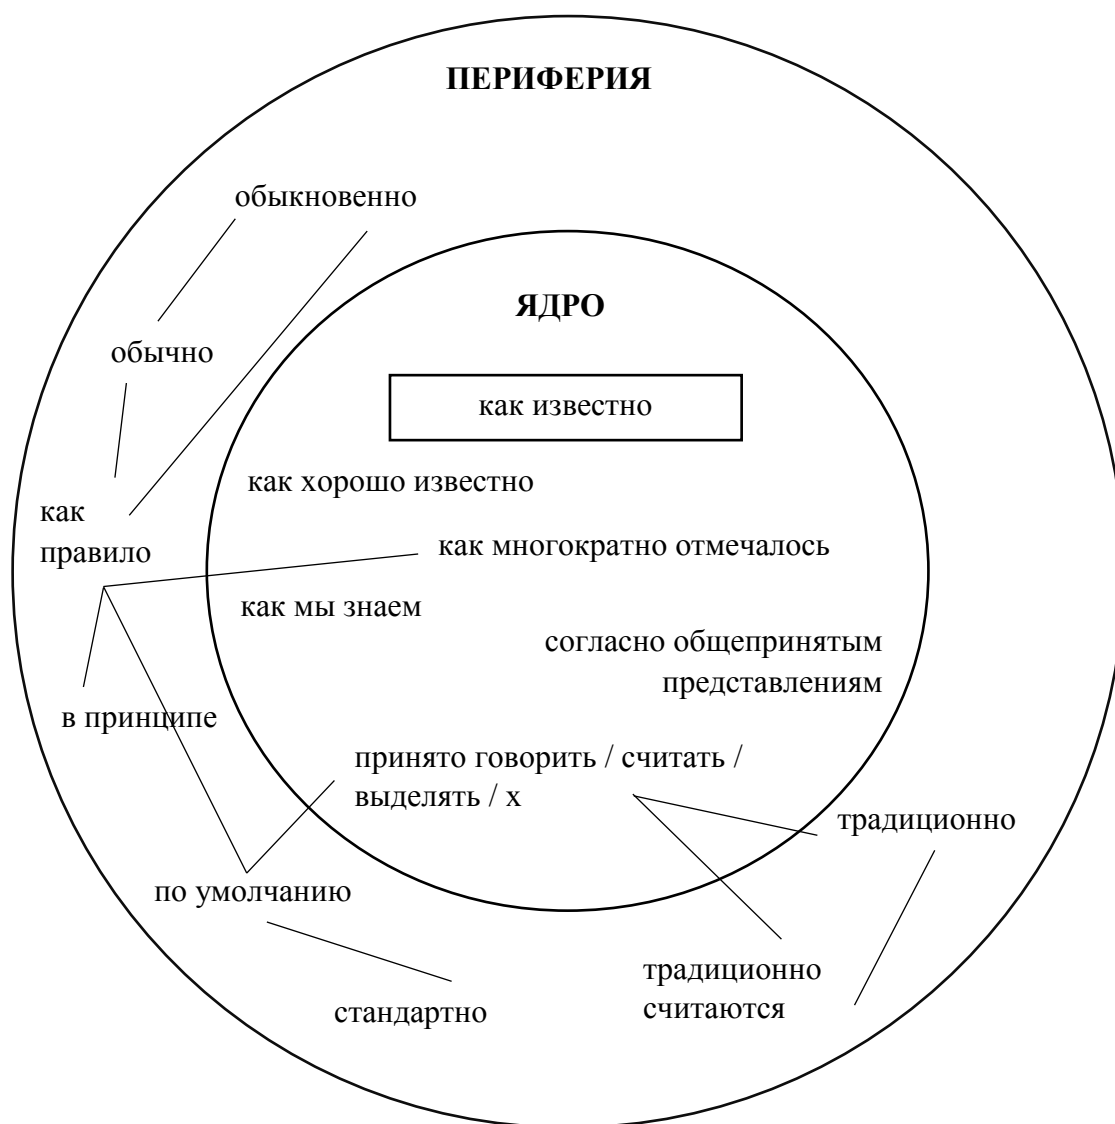 ПЕРИФЕРИЯ
обыкновенно
ЯДРО
обычно
как известно
как хорошо известно
как
правило
как многократно отмечалось
как мы знаем
согласно общепринятым
представлениям
в принципе
принято говорить / считать /
выделять / х
традиционно
по умолчанию
традиционно
считаются
стандартно